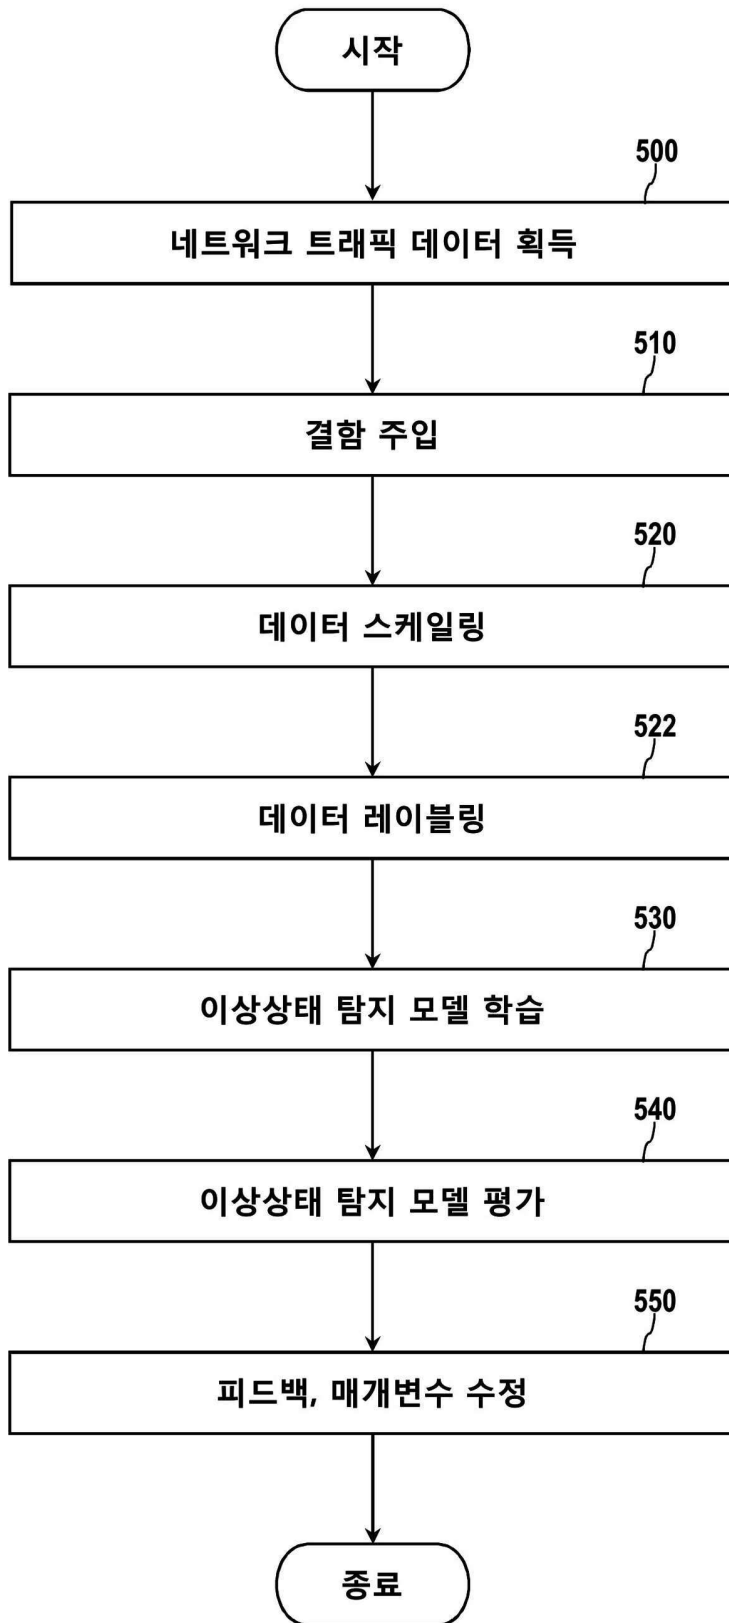 시작
500
네트워크 트래픽 데이터 획득
510
결함 주입
520
데이터 스케일링
522
데이터 레이블링
530
이상상태 탐지 모델 학습
540
이상상태 탐지 모델 평가
550
피드백, 매개변수 수정
종료